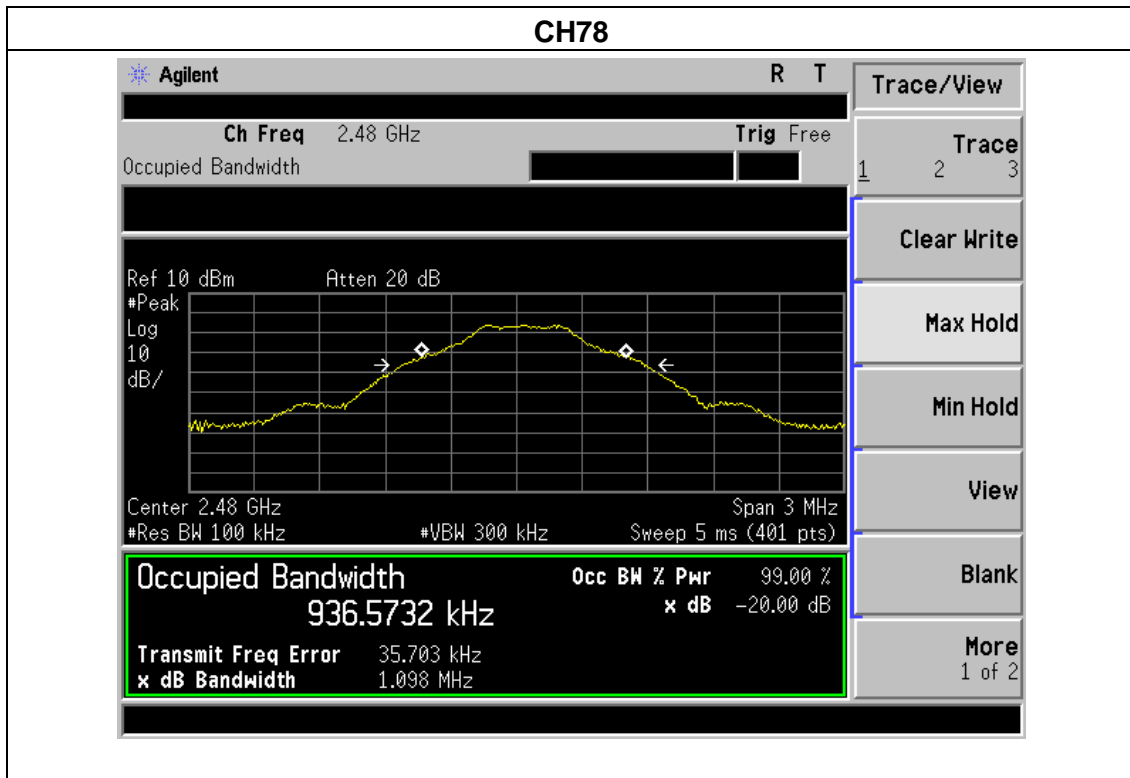 CH78
Agilent R T
Ch Freq 2.48 GHz Trig Free
Occupied Bandwidth
Ref 10 dBm Atten 20 dB
#Peak
Log
10
dB/
Center 2.48 GHz Span 3 MHz
#Res BW 100 kHz #VBW 300 kHz Sweep 5 ms (401 pts)
Occupied Bandwidth Occ BW % Pwr 99.00 %
936.5732 kHz x dB -20.00 dB
Transmit Freq Error 35.703 kHz
x dB Bandwidth 1.098 MHz
Trace/View
Trace
1 2 3
Clear Write
Max Hold
Min Hold
View
Blank
More
1 of 2